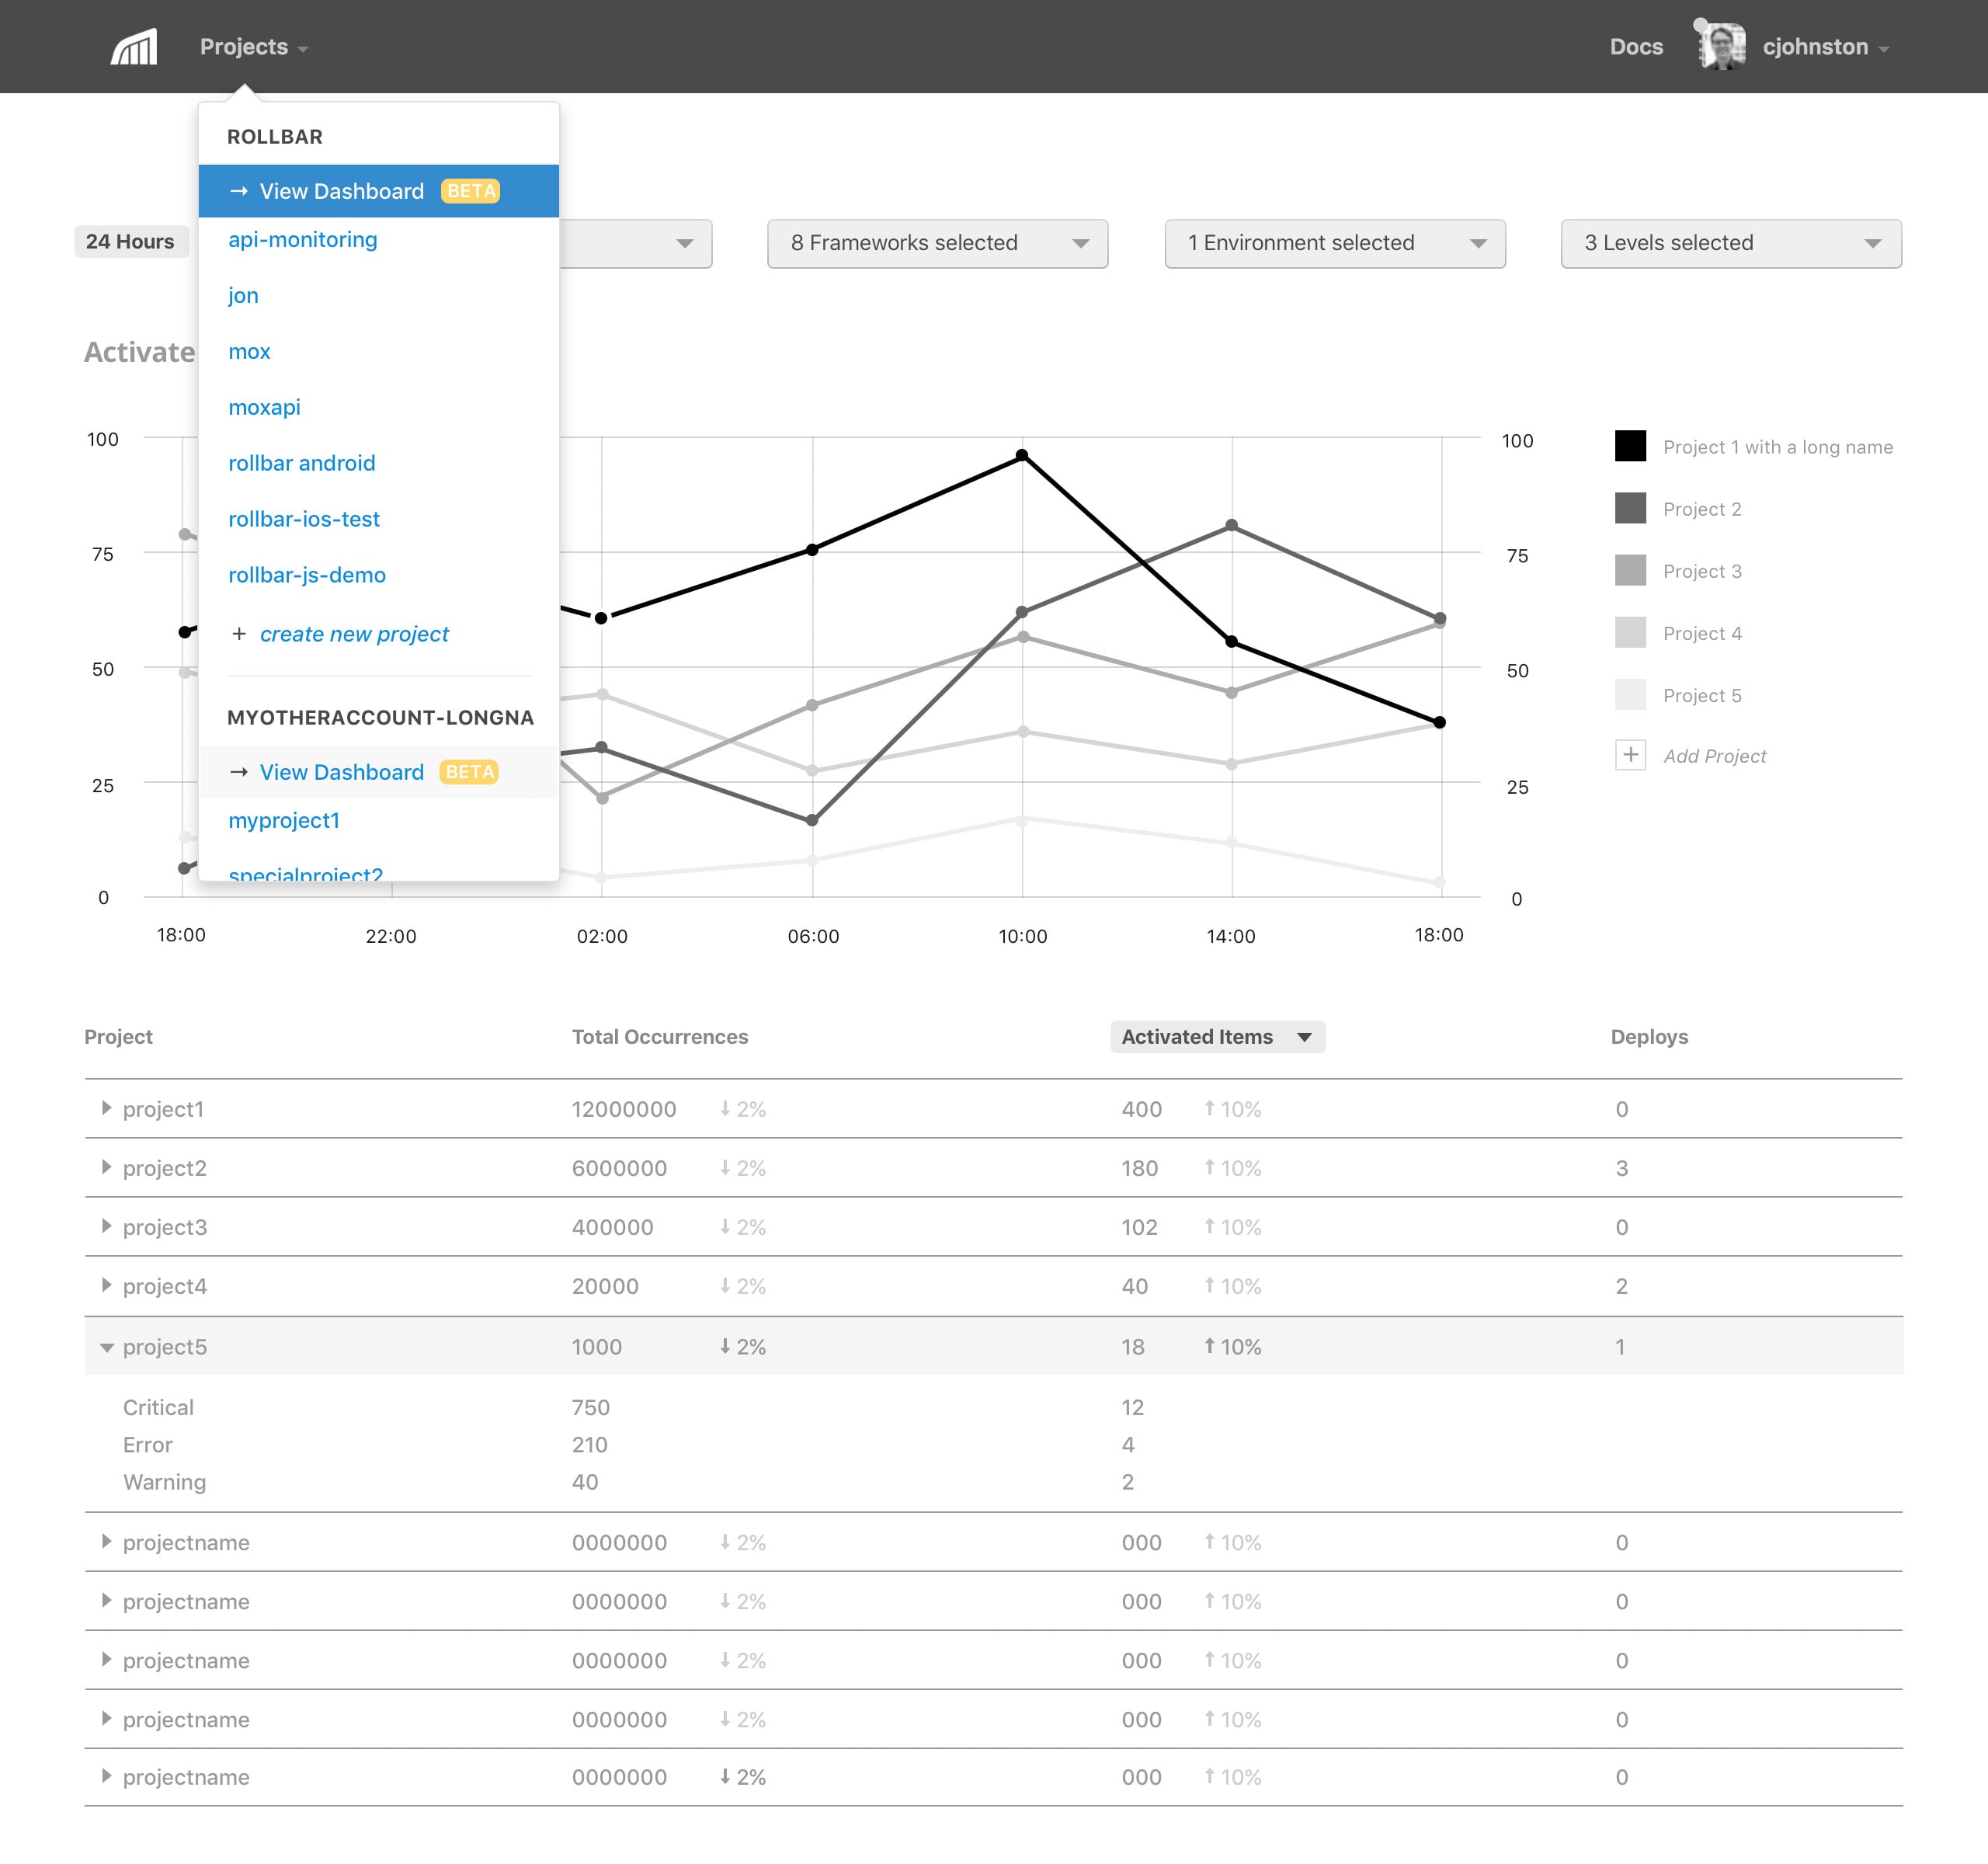 Projects
Docs
cjohnston
ROLLBAR
→ View Dashboard BETA
api-monitoring
jon
mox
moxapi
rollbar android
rollbar-ios-test
rollbar-js-demo
+ create new project
MYOTHERACCOUNT-LONGNA
→ View Dashboard BETA
myproject1
specialproject2
24 Hours
8 Frameworks selected
1 Environment selected
3 Levels selected
Activate
100
75
50
25
0
100
75
50
25
0
18:00 22:00 02:00 06:00 10:00 14:00 18:00
Project 1 with a long name
Project 2
Project 3
Project 4
Project 5
+ Add Project
Project Total Occurrences Activated Items Deploys
project1 12000000 ↓ 2% 400 ↑ 10% 0
project2 6000000 ↓ 2% 180 ↑ 10% 3
project3 400000 ↓ 2% 102 ↑ 10% 0
project4 20000 ↓ 2% 40 ↑ 10% 2
project5 1000 ↓ 2% 18 ↑ 10% 1
Critical 750 12
Error 210 4
Warning 40 2
projectname 0000000 ↓ 2% 000 ↑ 10% 0
projectname 0000000 ↓ 2% 000 ↑ 10% 0
projectname 0000000 ↓ 2% 000 ↑ 10% 0
projectname 0000000 ↓ 2% 000 ↑ 10% 0
projectname 0000000 ↓ 2% 000 ↑ 10% 0